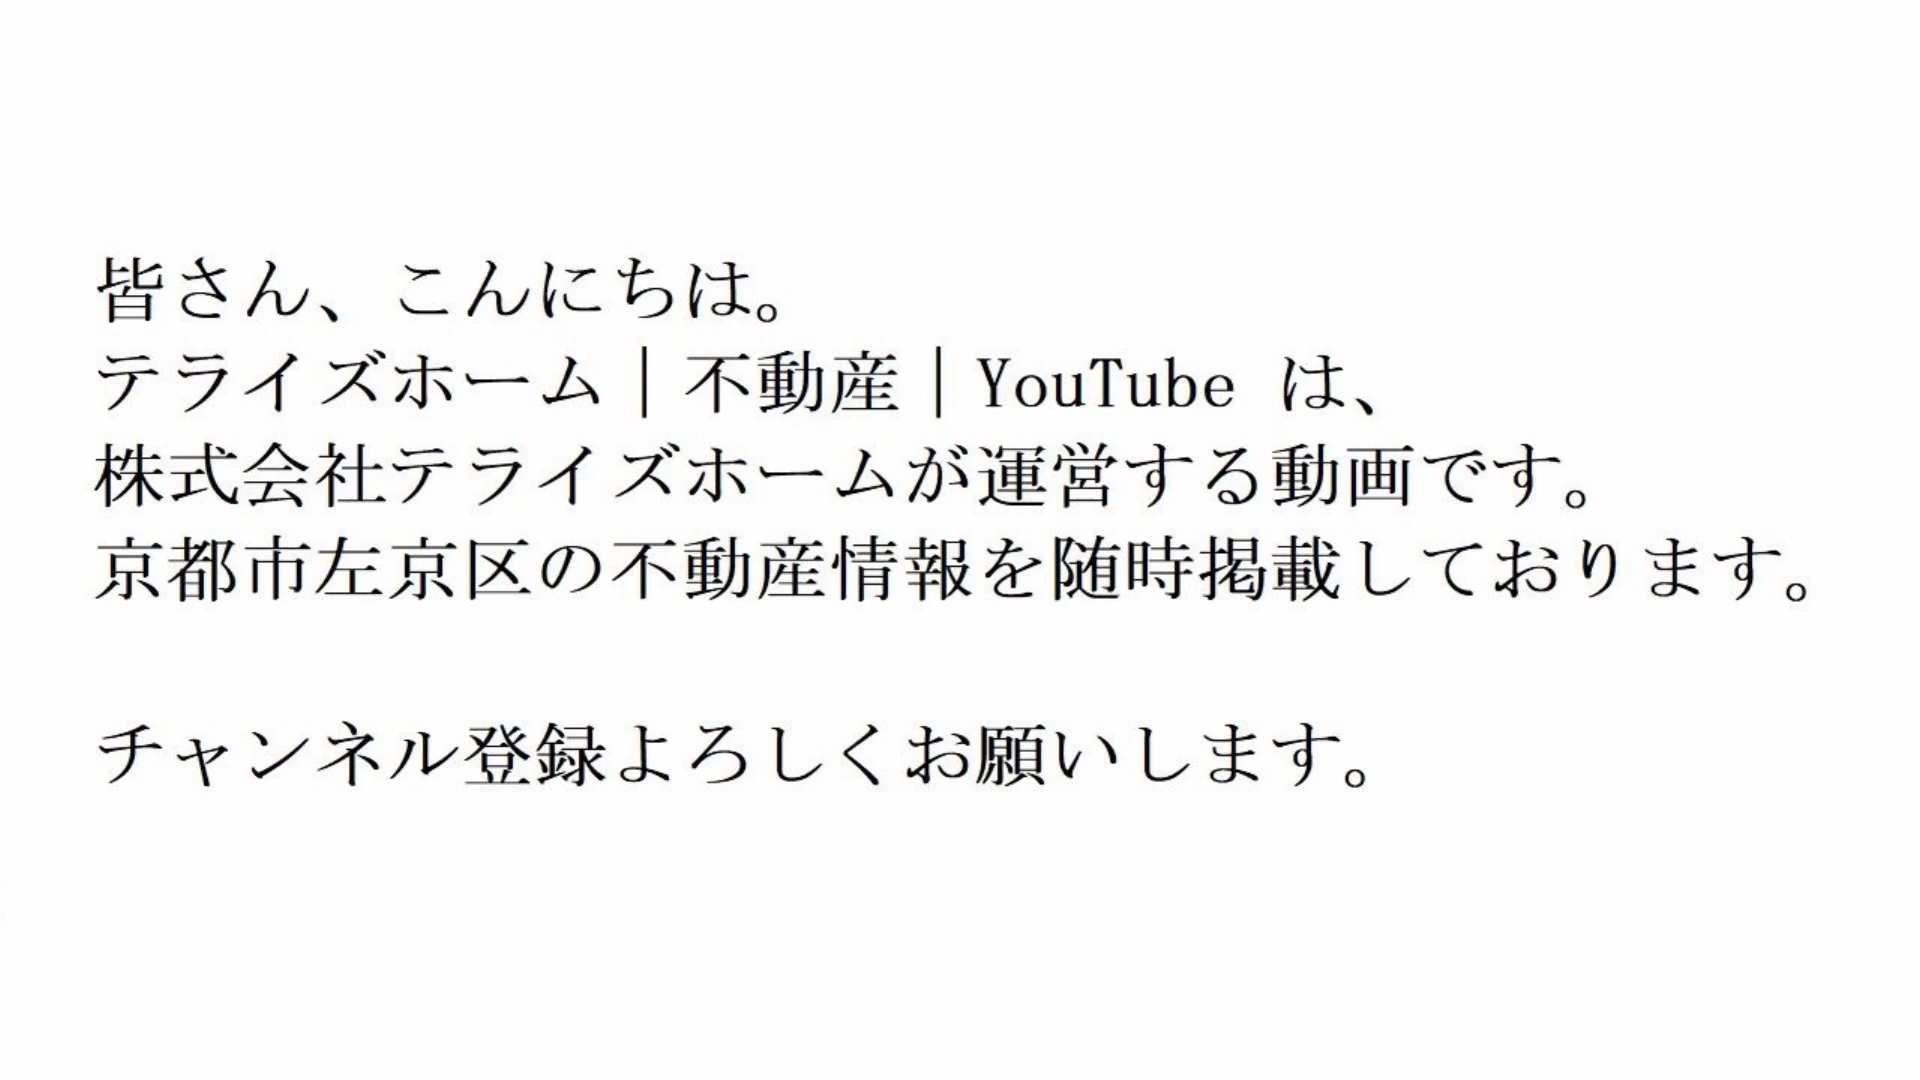 皆さん、こんにちは。
テライズホーム｜不動産｜YouTube は、
株式会社テライズホームが運営する動画です。
京都市左京区の不動産情報を随時掲載しております。
チャンネル登録よろしくお願いします。